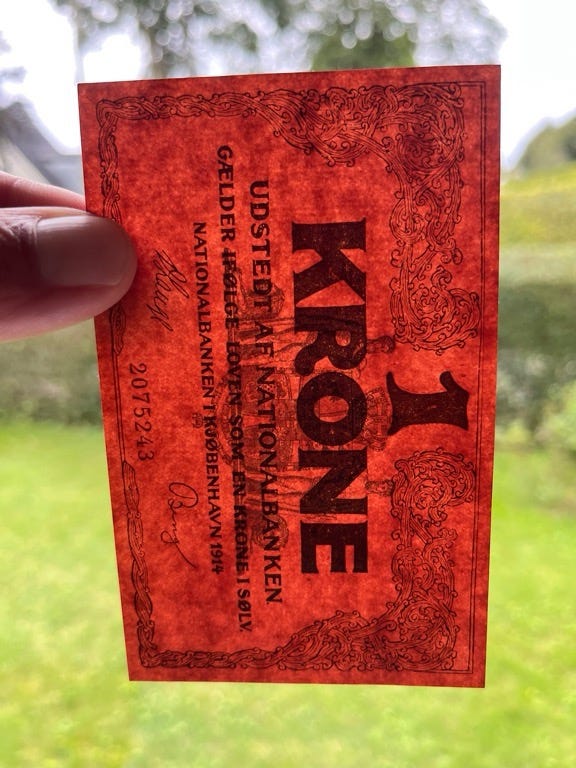 1
KRONE
UDSTEDT AF NATIONALBANKEN.
GÆLDER IFØLGE LOVEN SOM EN KRONE I SØLV.
NATIONALBANKEN I KJØBENHAVN 1914
2075243